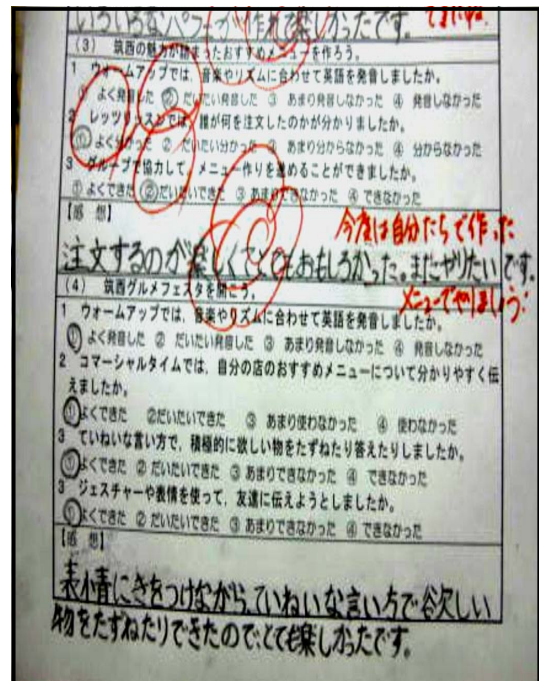 いろいろなパフェーが作れて楽しかったです。
(3) 筑西の魅力が詰まったおすすめメニューを作ろう。
1 ウォームアップでは、音楽やリズムに合わせて英語を発音しましたか。
① よく発音した ② だいたい発音した ③ あまり発音しなかった ④ 発音しなかった
2 レッツリッスンでは、誰が何を注文したのかが分かりましたか。
① よく分かった ② だいたい分かった ③ あまり分からなかった ④ 分からなかった
3 グループで協力して、メニュー作りを進めることができましたか。
① よくできた ② だいたいできた ③ あまりできなかった ④ できなかった
【感 想】
今度は自分たちで作った
注文するのが楽しくてとてもおもしろかった。まだやりたいです。
メニューでやりましょう!
(4) 筑西グルメフェスタを開こう。
1 ウォームアップでは、音楽やリズムに合わせて英語を発音しましたか。
① よく発音した ② だいたい発音した ③ あまり発音しなかった ④ 発音しなかった
2 コマーシャルタイムでは、自分の店のおすすめメニューについて分かりやすく伝
えましたか。
① よくできた ②だいたいできた ③ あまり使わなかった ④ 使わなかった
3 ていねいな言い方で、積極的に欲しい物をたずねたり答えたりしましたか。
① よくできた ② だいたいできた ③ あまりできなかった ④ できなかった
3 ジェスチャーや表情を使って、友達に伝えようとしましたか。
① よくできた ② だいたいできた ③ あまりできなかった ④ できなかった
【感 想】
表情にきをつけながら、ていねいな言い方で欲しい
物をたずねたりできたので、とても楽しかったです。